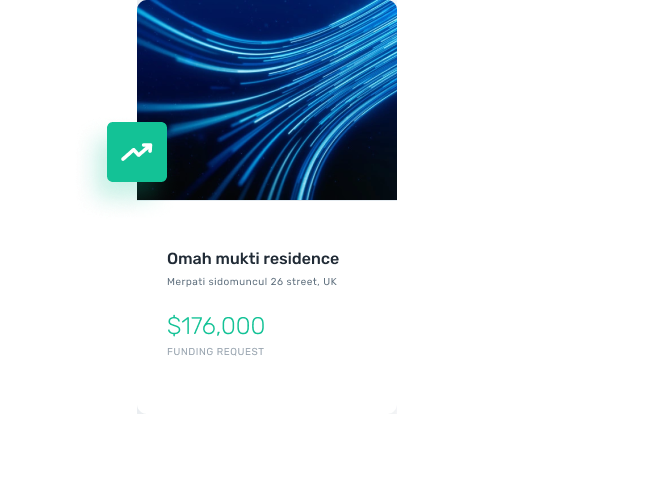 Omah mukti residence
Merpati sidomuncul 26 street, UK
$176,000
FUNDING REQUEST